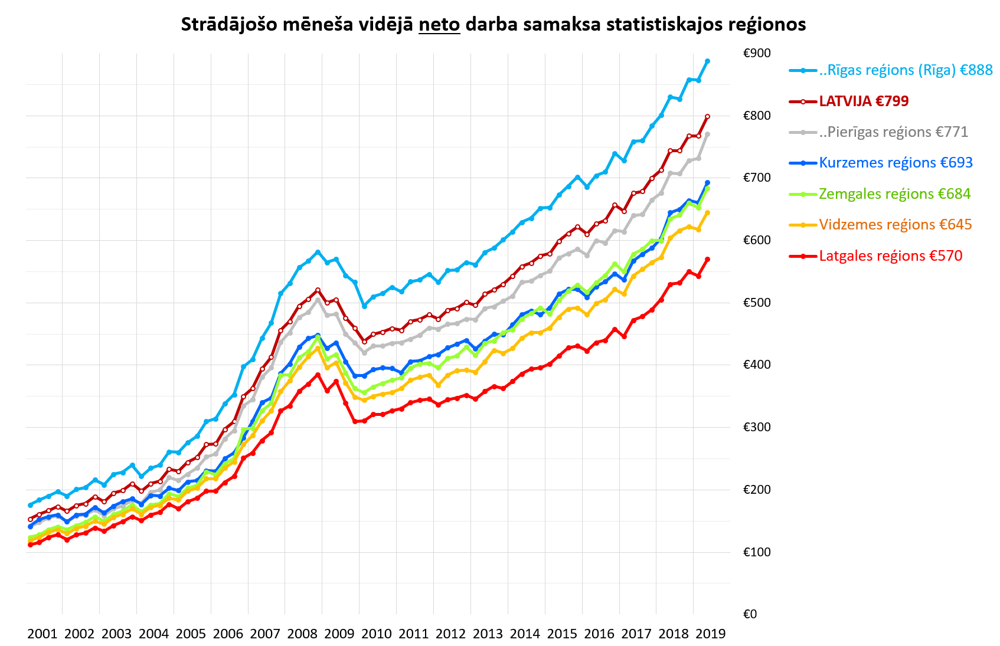 Strādājošo mēneša vidējā neto darba samaksa statistiskajos reģionos
€900
€800
€700
€600
€500
€400
€300
€200
€100
€0
..Rīgas reģions (Rīga) €888
LATVIJA €799
..Pierīgas reģions €771
Kurzemes reģions €693
Zemgales reģions €684
Vidzemes reģions €645
Latgales reģions €570
2001 2002 2003 2004 2005 2006 2007 2008 2009 2010 2011 2012 2013 2014 2015 2016 2017 2018 2019